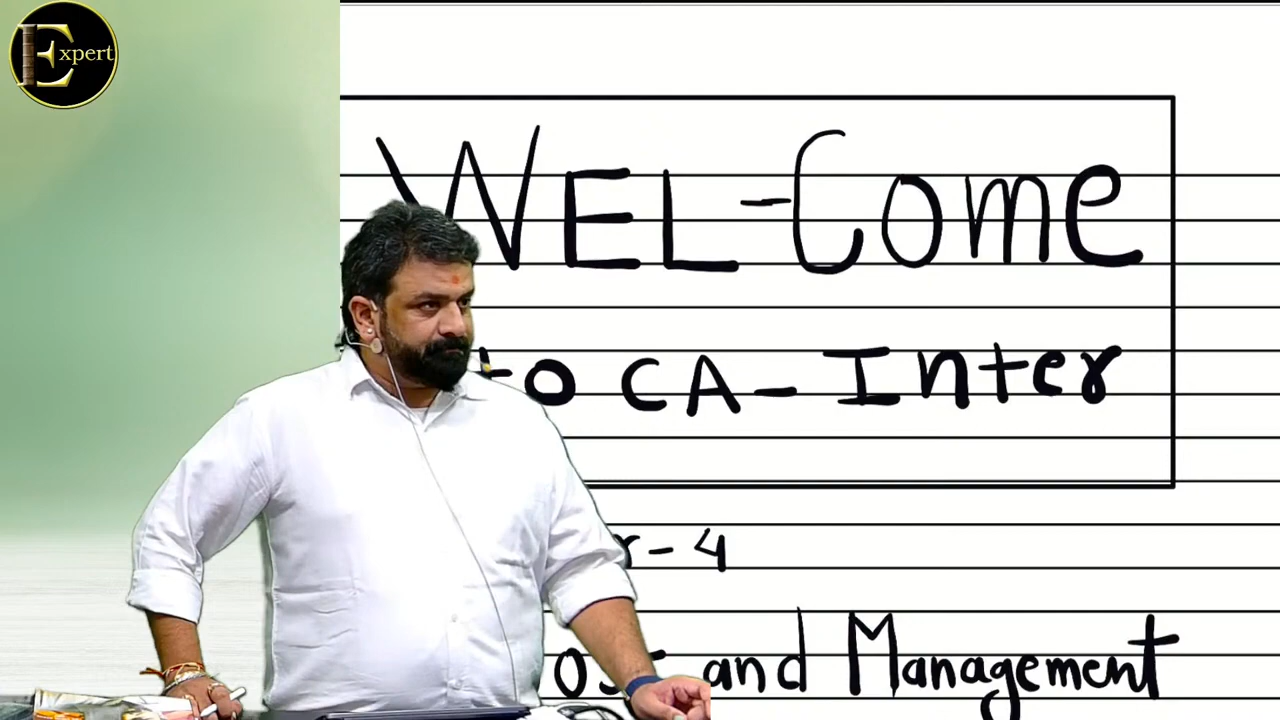 Expert
WEL-Come
to CA-Inter
r-4
and Management